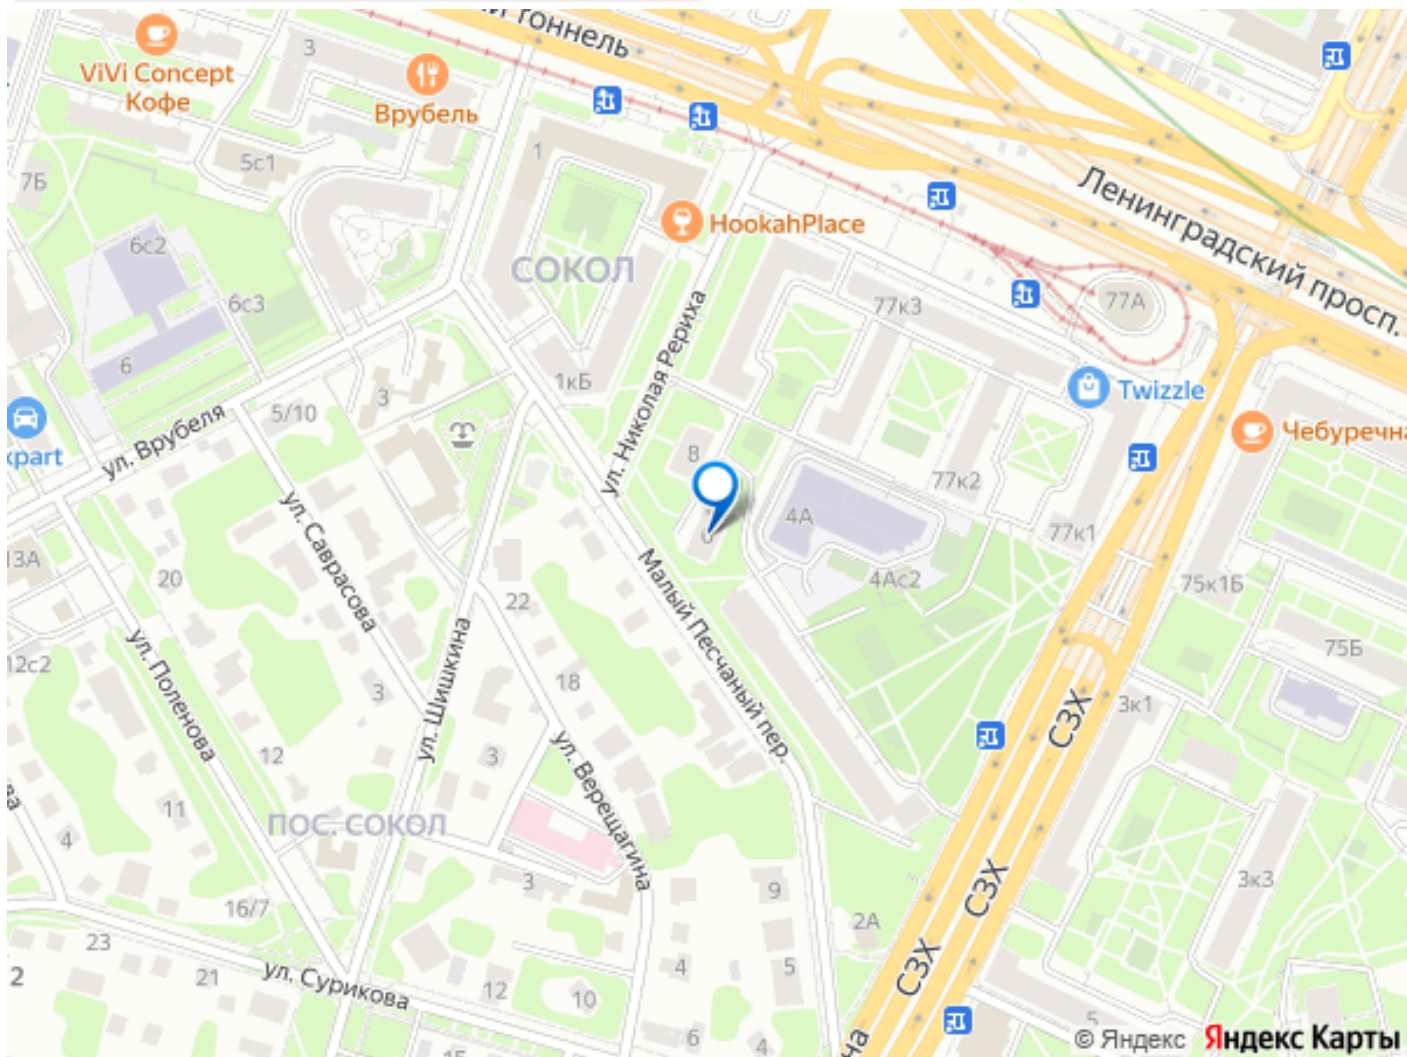 тоннель
ViVi Concept
Кофе
3
Врубель
1
5с1
7Б
Ленинградский просп.
HookahPlace
6с2
СОКОЛ
6с3
77к3
77А
6
ул. Николая Рериха
1кБ
Twizzle
5/10
3
Чебуречна
ул. Врубеля
xpart
8
77к2
ул. Саврасова
4А
77к1
13А
20
Малый Песчаный пер.
4Ас2
75к1Б
22
ул. Поленова
ул. Шишкина
75Б
12с2
3
18
3к1
СЗХ
12
3
ул. Верещагина
11
ПОС. СОКОЛ
4
3
9
СЗХ
3к3
16/7
2А
23
СЗХ
ул. Сурикова
21
4
5
2
12
10
6
4
5
15
на
© Яндекс Яндекс Карты